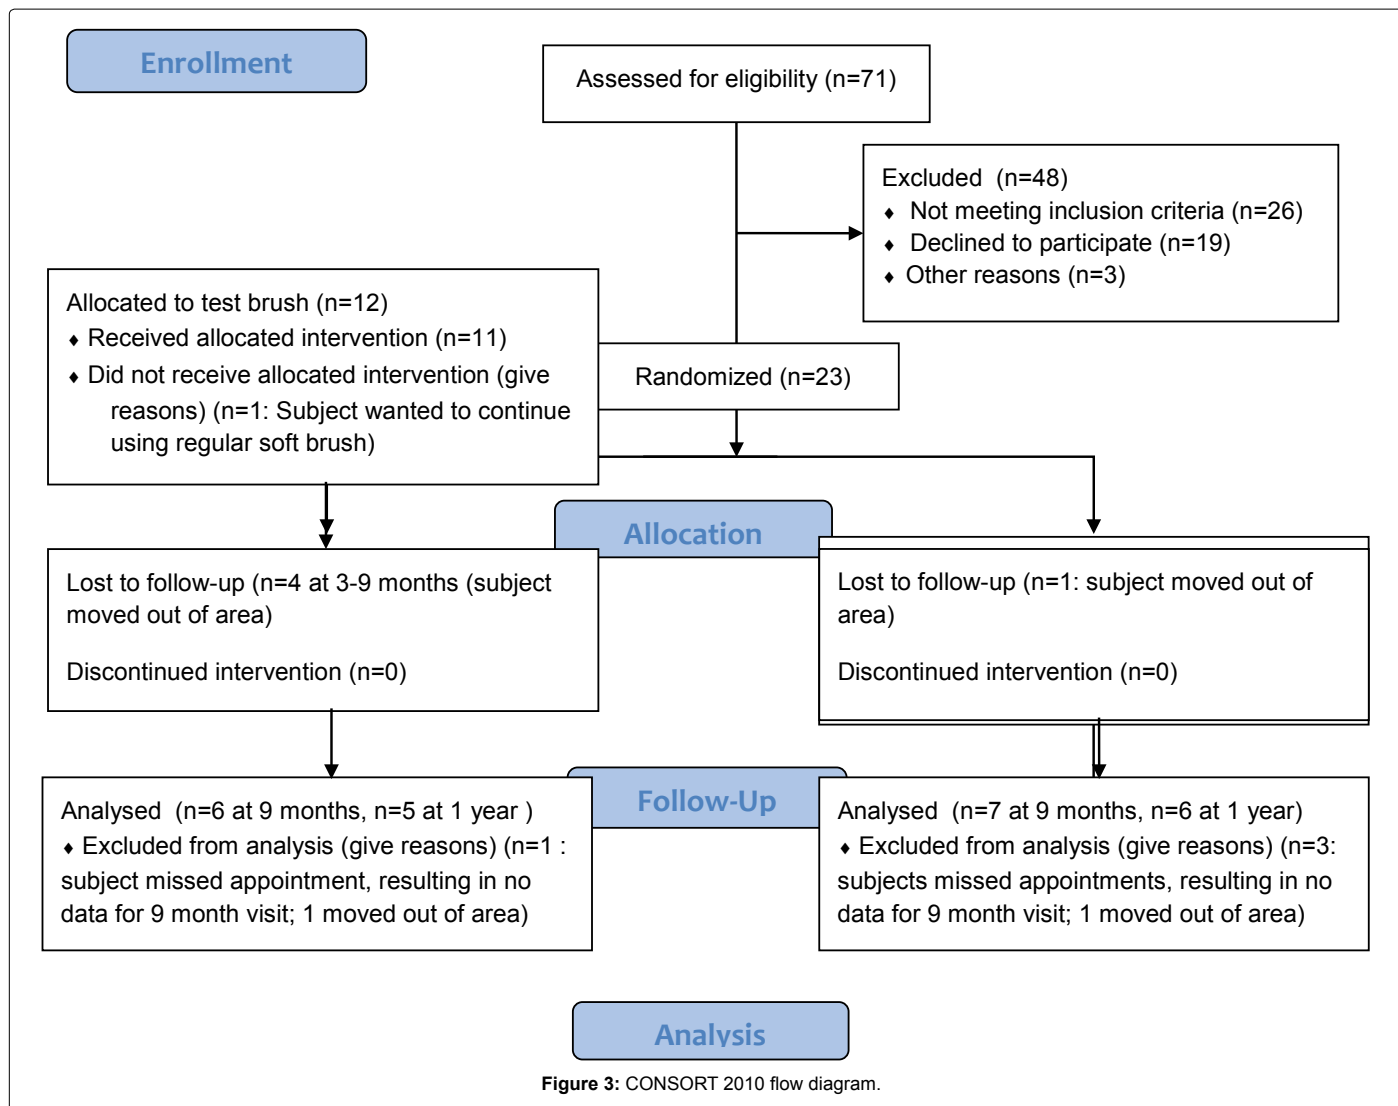 Enrollment
Assessed for eligibility (n=71)
Excluded (n=48)
♦ Not meeting inclusion criteria (n=26)
♦ Declined to participate (n=19)
♦ Other reasons (n=3)
Allocated to test brush (n=12)
♦ Received allocated intervention (n=11)
♦ Did not receive allocated intervention (give
reasons) (n=1: Subject wanted to continue
using regular soft brush)
Randomized (n=23)
Allocation
Lost to follow-up (n=4 at 3-9 months (subject
moved out of area)
Discontinued intervention (n=0)
Lost to follow-up (n=1: subject moved out of
area)
Discontinued intervention (n=0)
Follow-Up
Analysed (n=6 at 9 months, n=5 at 1 year )
♦ Excluded from analysis (give reasons) (n=1 :
subject missed appointment, resulting in no
data for 9 month visit; 1 moved out of area)
Analysed (n=7 at 9 months, n=6 at 1 year)
♦ Excluded from analysis (give reasons) (n=3:
subjects missed appointments, resulting in no
data for 9 month visit; 1 moved out of area)
Analysis
Figure 3: CONSORT 2010 flow diagram.